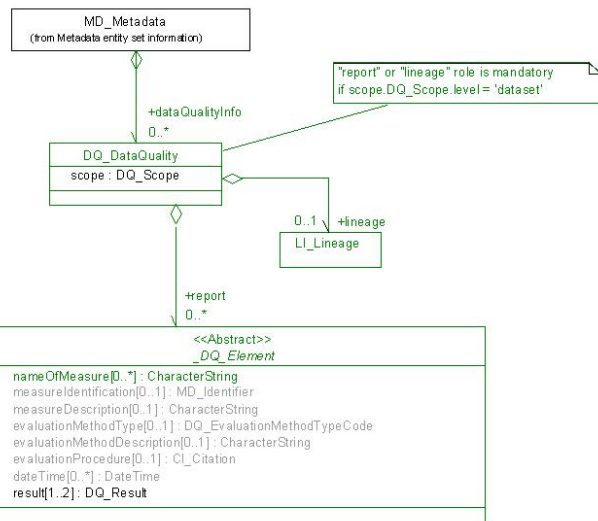 MD_Metadata
(from Metadata entity set information)
"report" or "lineage" role is mandatory
if scope.DQ_Scope.level = 'dataset'
+dataQualityInfo
0..*
DQ_DataQuality
scope : DQ_Scope
0..1 +lineage
LI_Lineage
+report
0..*
<<Abstract>>
_DQ_Element
nameOfMeasure[0..*] : CharacterString
measureIdentification[0..1] : MD_Identifier
measureDescription[0..1] : CharacterString
evaluationMethodType[0..1] : DQ_EvaluationMethodTypeCode
evaluationMethodDescription[0..1] : CharacterString
evaluationProcedure[0..1] : CI_Citation
dateTime[0..*] : DateTime
result[1..2] : DQ_Result